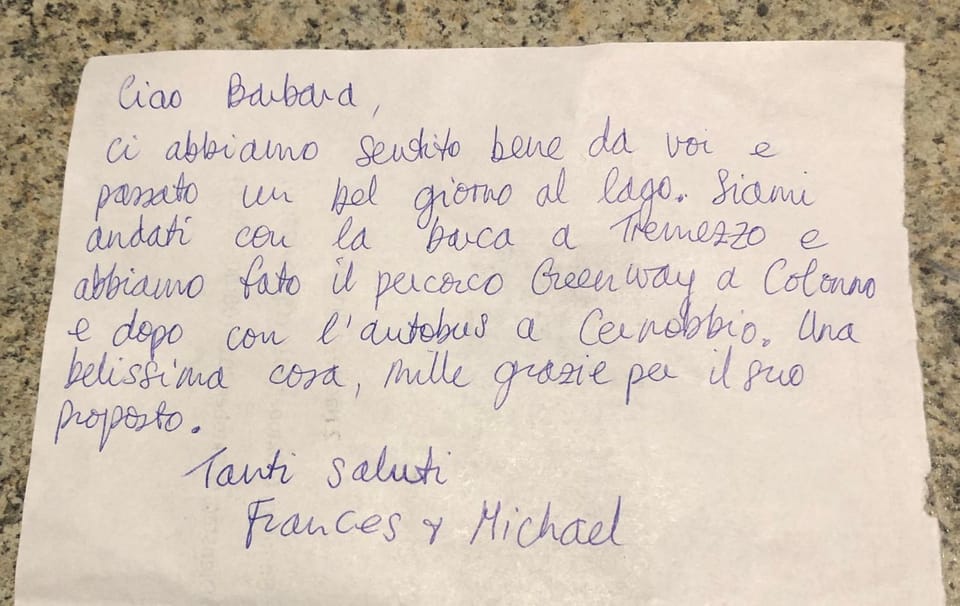 Ciao Barbara,
ci abbiamo sentito bene da voi e
passato un bel giorno al lago. Siami
andati con la barca a Tremezzo e
abbiamo fato il percorco Greenway a Colonno
e dopo con l'autobus a Cernobbio. Una
belissima cosa, mille grazie per il suo
proposto.
Tanti saluti
Frances & Michael